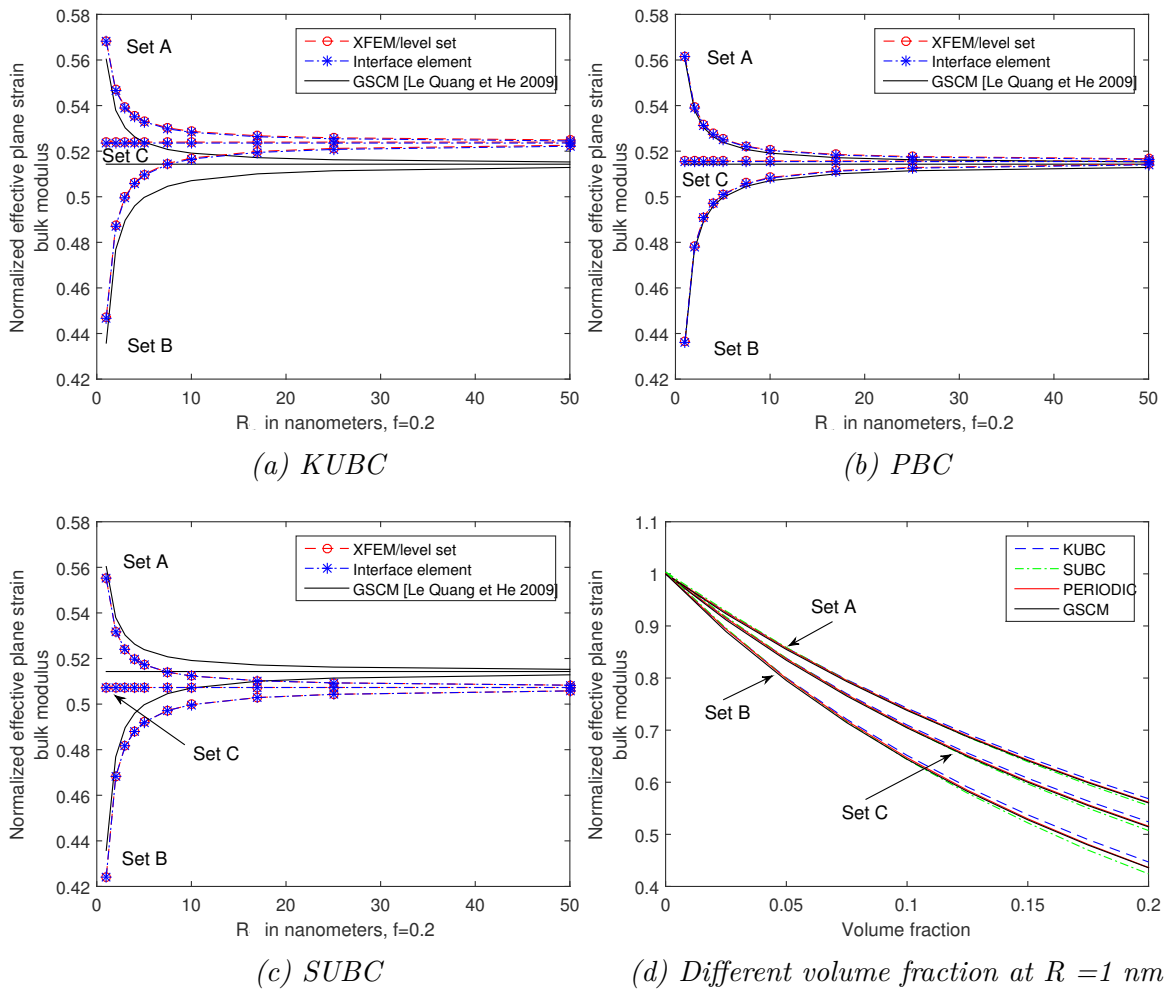 0.58
0.56
0.54
0.52
0.5
0.48
0.46
0.44
0.42
Normalized effective plane strain
bulk modulus
Set A
Set C
Set B
XFEM/level set
Interface element
GSCM [Le Quang et He 2009]
0 10 20 30 40 50
R in nanometers, f=0.2
(a) KUBC
0.58
0.56
0.54
0.52
0.5
0.48
0.46
0.44
0.42
Normalized effective plane strain
bulk modulus
Set A
Set C
Set B
XFEM/level set
Interface element
GSCM [Le Quang et He 2009]
0 10 20 30 40 50
R in nanometers, f=0.2
(b) PBC
0.58
0.56
0.54
0.52
0.5
0.48
0.46
0.44
0.42
Normalized effective plane strain
bulk modulus
Set A
Set C
Set B
XFEM/level set
Interface element
GSCM [Le Quang et He 2009]
0 10 20 30 40 50
R in nanometers, f=0.2
(c) SUBC
1.1
1
0.9
0.8
0.7
0.6
0.5
0.4
Normalized effective plane strain
bulk modulus
Set A
Set B
Set C
KUBC
SUBC
PERIODIC
GSCM
0 0.05 0.1 0.15 0.2
Volume fraction
(d) Different volume fraction at R =1 nm